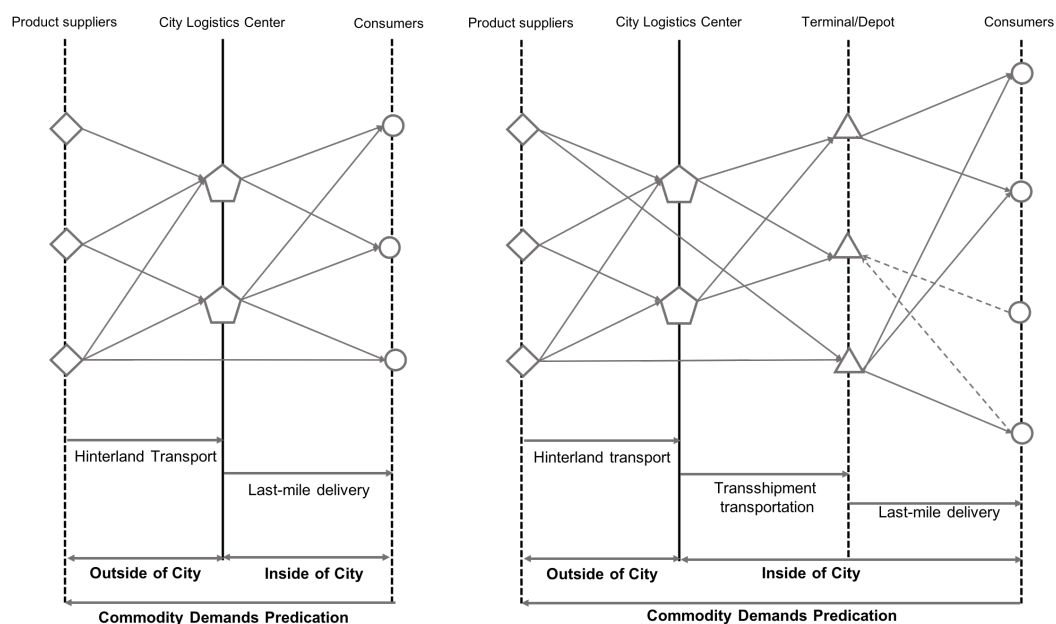 Product suppliers
City Logistics Center
Consumers
Hinterland Transport
Last-mile delivery
Outside of City
Inside of City
Commodity Demands Predication
Product suppliers
City Logistics Center
Terminal/Depot
Consumers
Hinterland transport
Transshipment
transportation
Last-mile delivery
Outside of City
Inside of City
Commodity Demands Predication